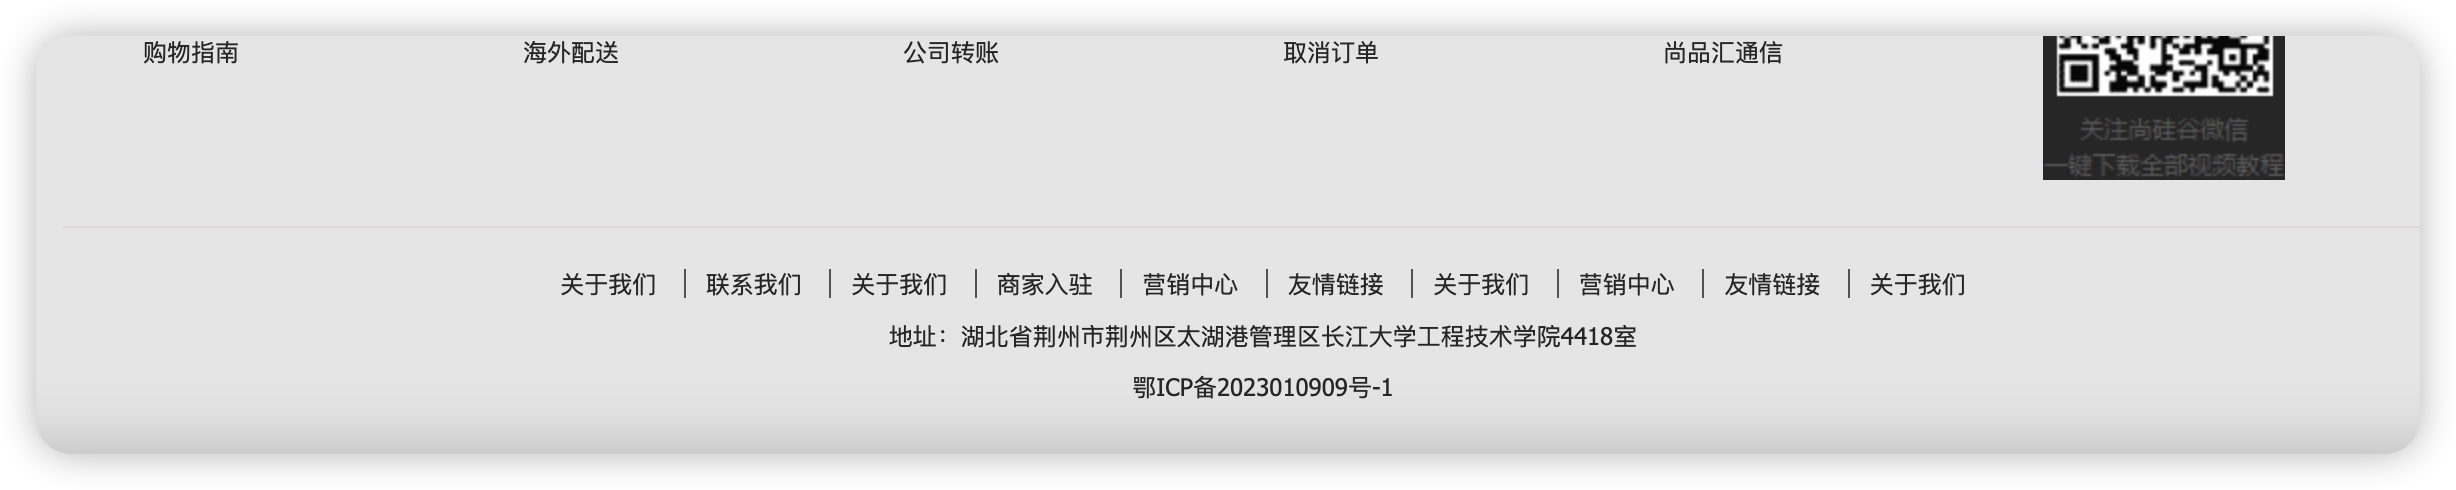 购物指南 海外配送 公司转账 取消订单 尚品汇通信
关注尚硅谷微信
一键下载全部视频教程
关于我们 联系我们 关于我们 商家入驻 营销中心 友情链接 关于我们 营销中心 友情链接 关于我们
地址：湖北省荆州市荆州区太湖港管理区长江大学工程技术学院4418室
鄂ICP备2023010909号-1